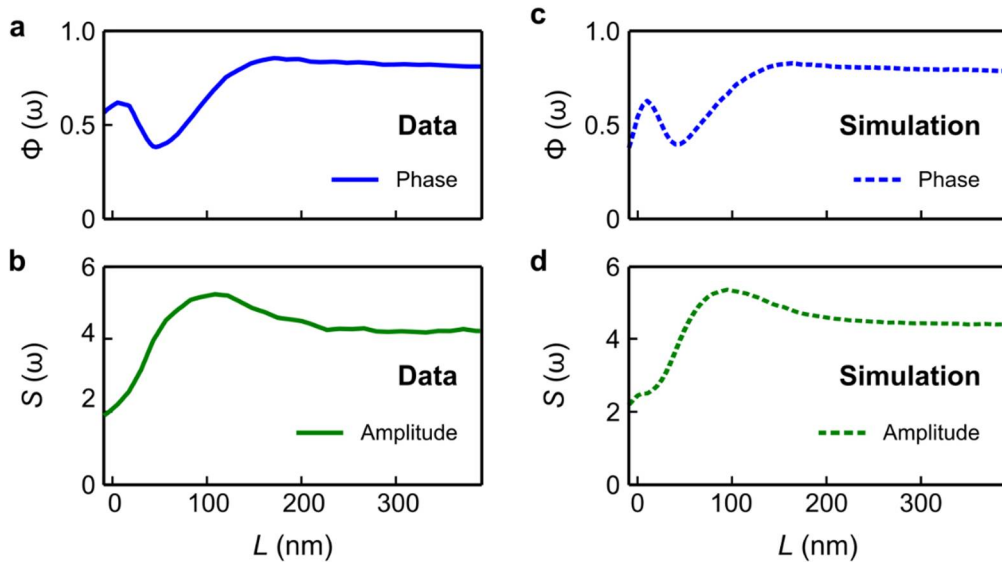 a
1.0
0.5
0
Φ (ω)
Data
Phase
b
6
4
2
0
S (ω)
Data
Amplitude
0 100 200 300
L (nm)
c
1.0
0.5
0
Φ (ω)
Simulation
Phase
d
6
4
2
0
S (ω)
Simulation
Amplitude
0 100 200 300
L (nm)